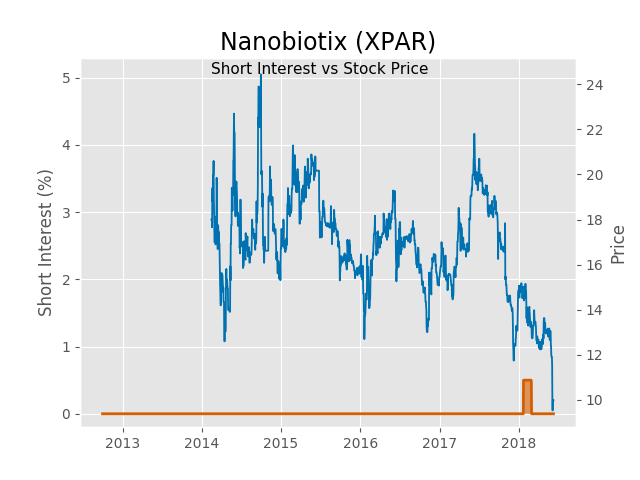 Nanobiotix (XPAR)
Short Interest vs Stock Price
Short Interest (%)
5
4
3
2
1
0
24
22
20
18
16
14
12
10
Price
2013 2014 2015 2016 2017 2018